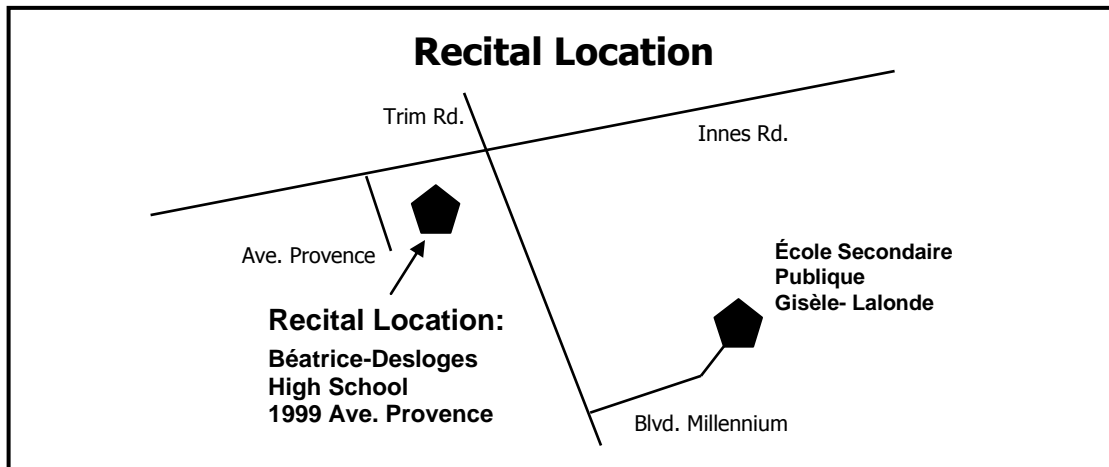 Recital Location
Trim Rd.
Innes Rd.
Ave. Provence
École Secondaire
Publique
Gisèle- Lalonde
Recital Location:
Béatrice-Desloges
High School
1999 Ave. Provence
Blvd. Millennium